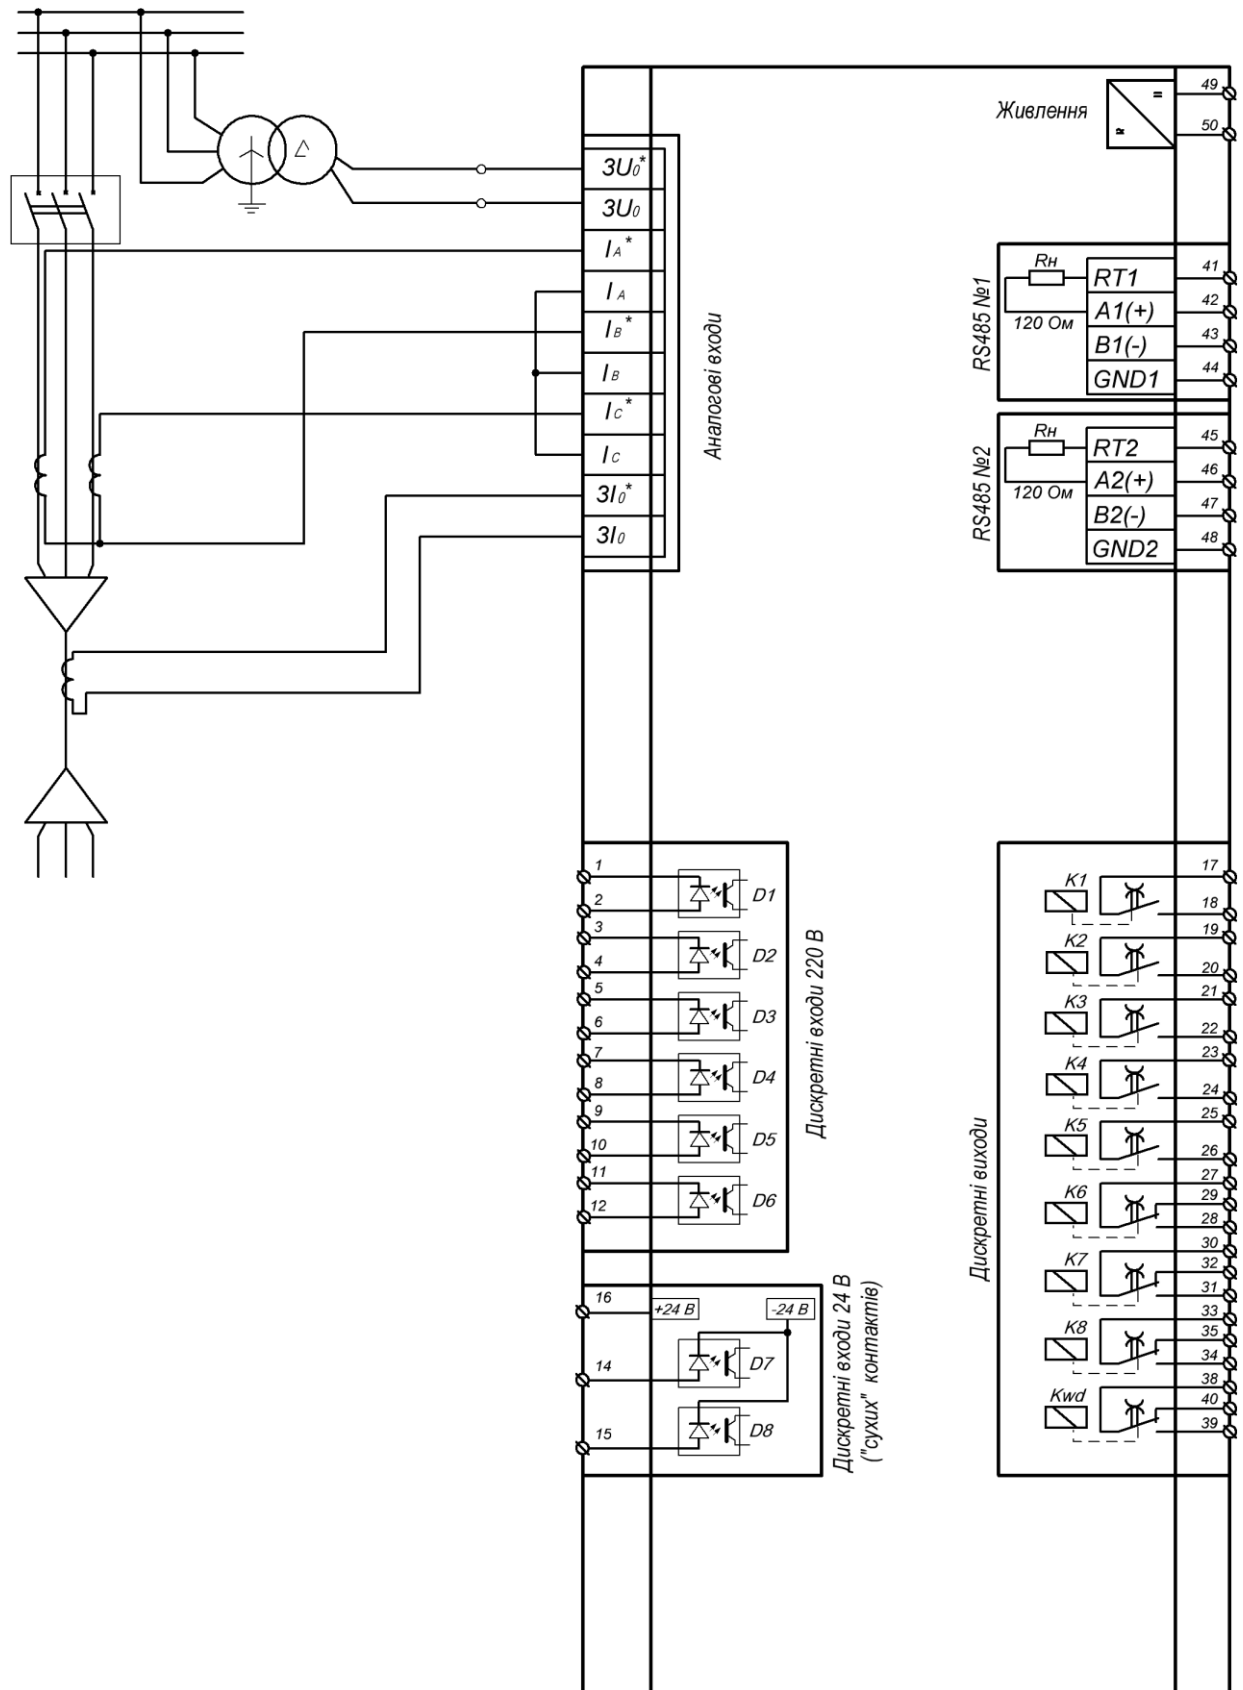 Живлення
49
50
3U0*
3U0
IA*
IA
IB*
IB
IC*
IC
3I0*
3I0
Аналогові входи
RS485 №1
Rн
120 Ом
RT1
A1(+)
B1(-)
GND1
41
42
43
44
RS485 №2
Rн
120 Ом
RT2
A2(+)
B2(-)
GND2
45
46
47
48
1
2
D1
3
4
D2
5
6
D3
7
8
D4
9
10
D5
11
12
D6
Дискретні входи 220 В
16
+24 В
-24 В
14
D7
15
D8
Дискретні входи 24 В
("сухих" контактів)
Дискретні виходи
K1
17
18
K2
19
20
K3
21
22
K4
23
24
K5
25
26
K6
27
29
28
K7
30
32
31
K8
33
35
34
Kwd
38
40
39